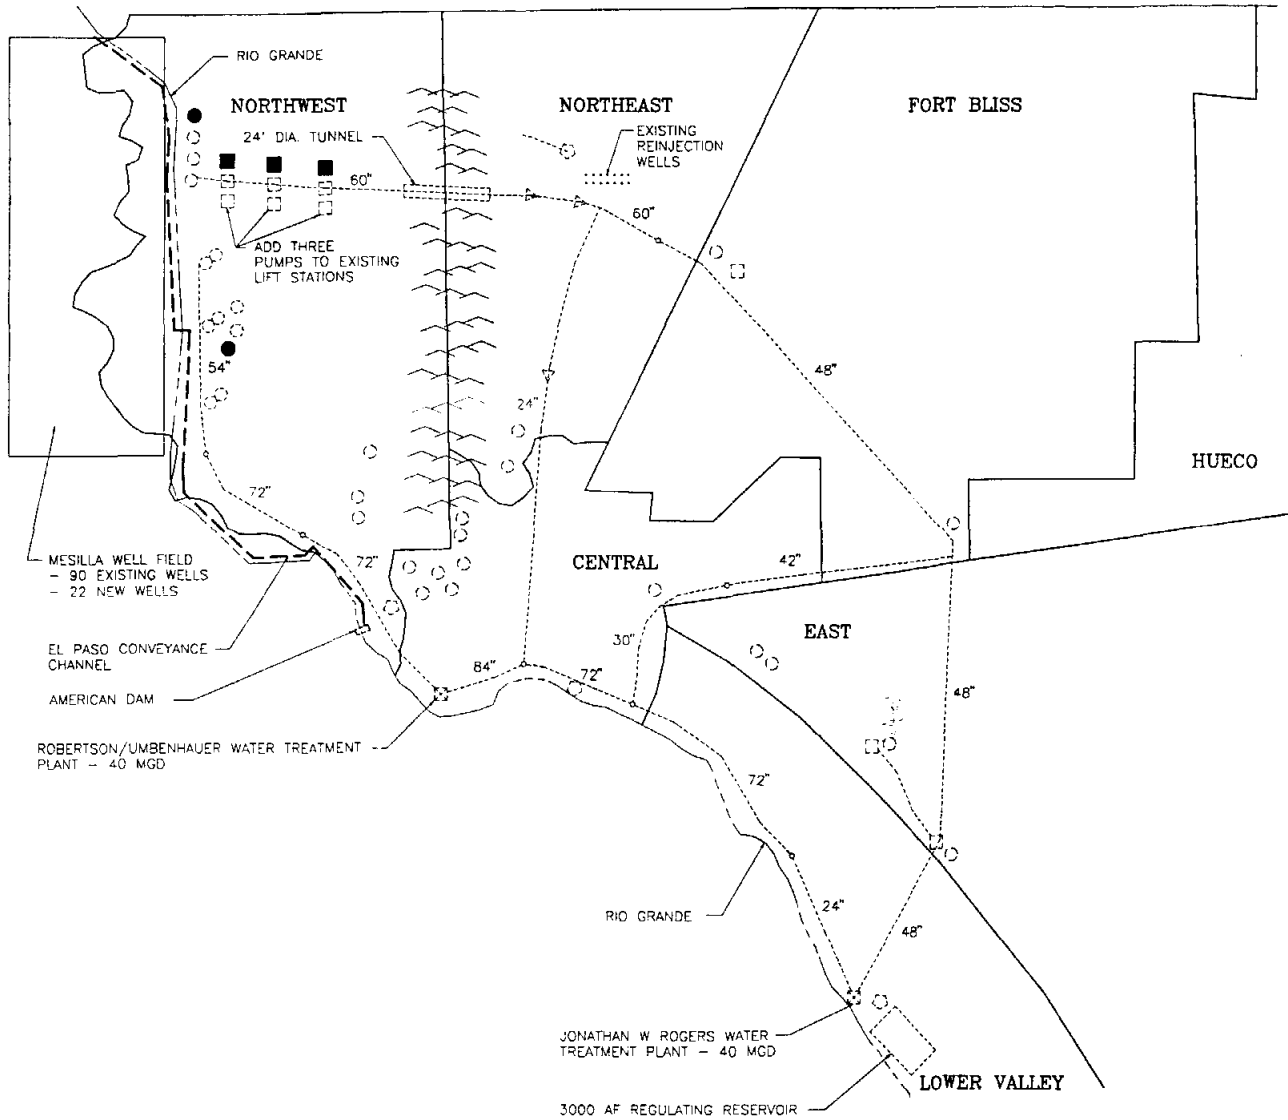 RIO GRANDE
NORTHWEST
NORTHEAST
FORT BLISS
24' DIA. TUNNEL
EXISTING
REINJECTION
WELLS
60"
60"
ADD THREE
PUMPS TO EXISTING
LIFT STATIONS
54"
48"
24"
HUECO
72"
MESILLA WELL FIELD
- 90 EXISTING WELLS
- 22 NEW WELLS
72"
CENTRAL
42"
EAST
30"
EL PASO CONVEYANCE
CHANNEL
84"
72"
48"
AMERICAN DAM
ROBERTSON/UMBENHAUER WATER TREATMENT
PLANT - 40 MGD
72"
RIO GRANDE
24"
48"
JONATHAN W ROGERS WATER
TREATMENT PLANT - 40 MGD
LOWER VALLEY
3000 AF REGULATING RESERVOIR